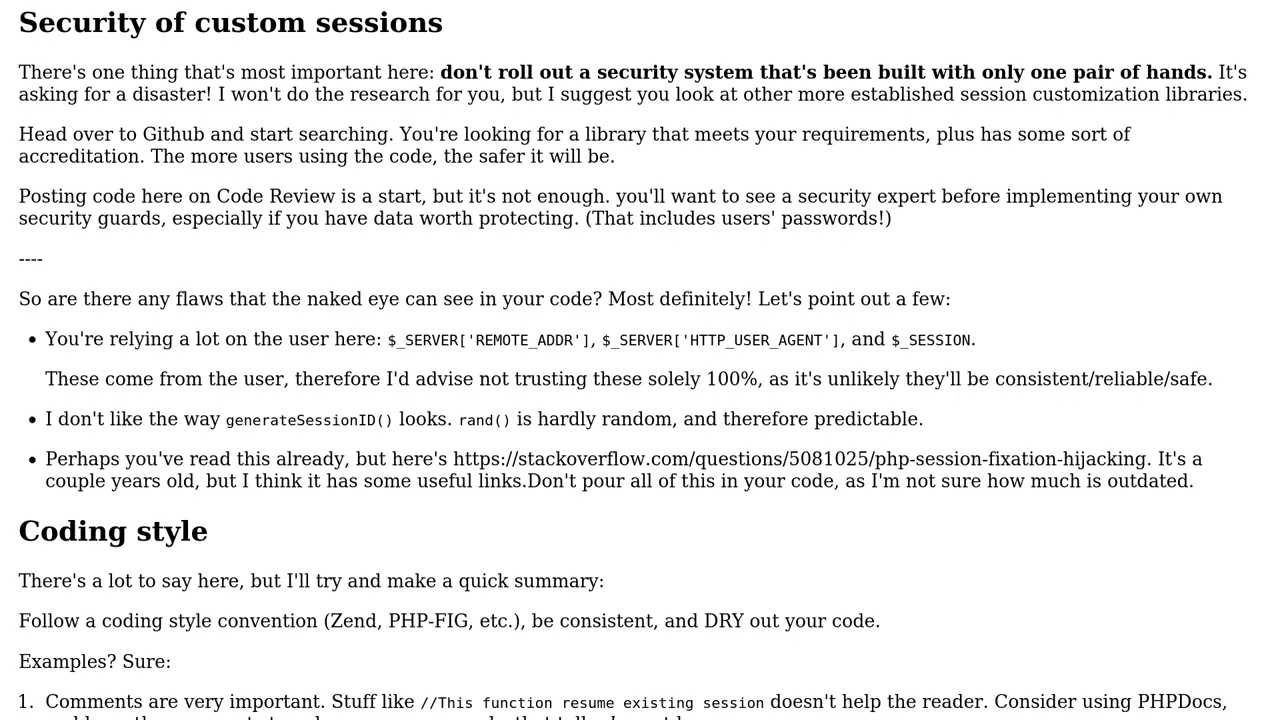 Security of custom sessions
There's one thing that's most important here: don't roll out a security system that's been built with only one pair of hands. It's
asking for a disaster! I won't do the research for you, but I suggest you look at other more established session customization libraries.
Head over to Github and start searching. You're looking for a library that meets your requirements, plus has some sort of
accreditation. The more users using the code, the safer it will be.
Posting code here on Code Review is a start, but it's not enough. you'll want to see a security expert before implementing your own
security guards, especially if you have data worth protecting. (That includes users' passwords!)
----
So are there any flaws that the naked eye can see in your code? Most definitely! Let's point out a few:
• You're relying a lot on the user here: $_SERVER['REMOTE_ADDR'], $_SERVER['HTTP_USER_AGENT'], and $_SESSION.
These come from the user, therefore I'd advise not trusting these solely 100%, as it's unlikely they'll be consistent/reliable/safe.
• I don't like the way generateSessionID() looks. rand() is hardly random, and therefore predictable.
• Perhaps you've read this already, but here's https://stackoverflow.com/questions/5081025/php-session-fixation-hijacking. It's a
couple years old, but I think it has some useful links.Don't pour all of this in your code, as I'm not sure how much is outdated.
Coding style
There's a lot to say here, but I'll try and make a quick summary:
Follow a coding style convention (Zend, PHP-FIG, etc.), be consistent, and DRY out your code.
Examples? Sure:
1. Comments are very important. Stuff like //This function resume existing session doesn't help the reader. Consider using PHPDocs,